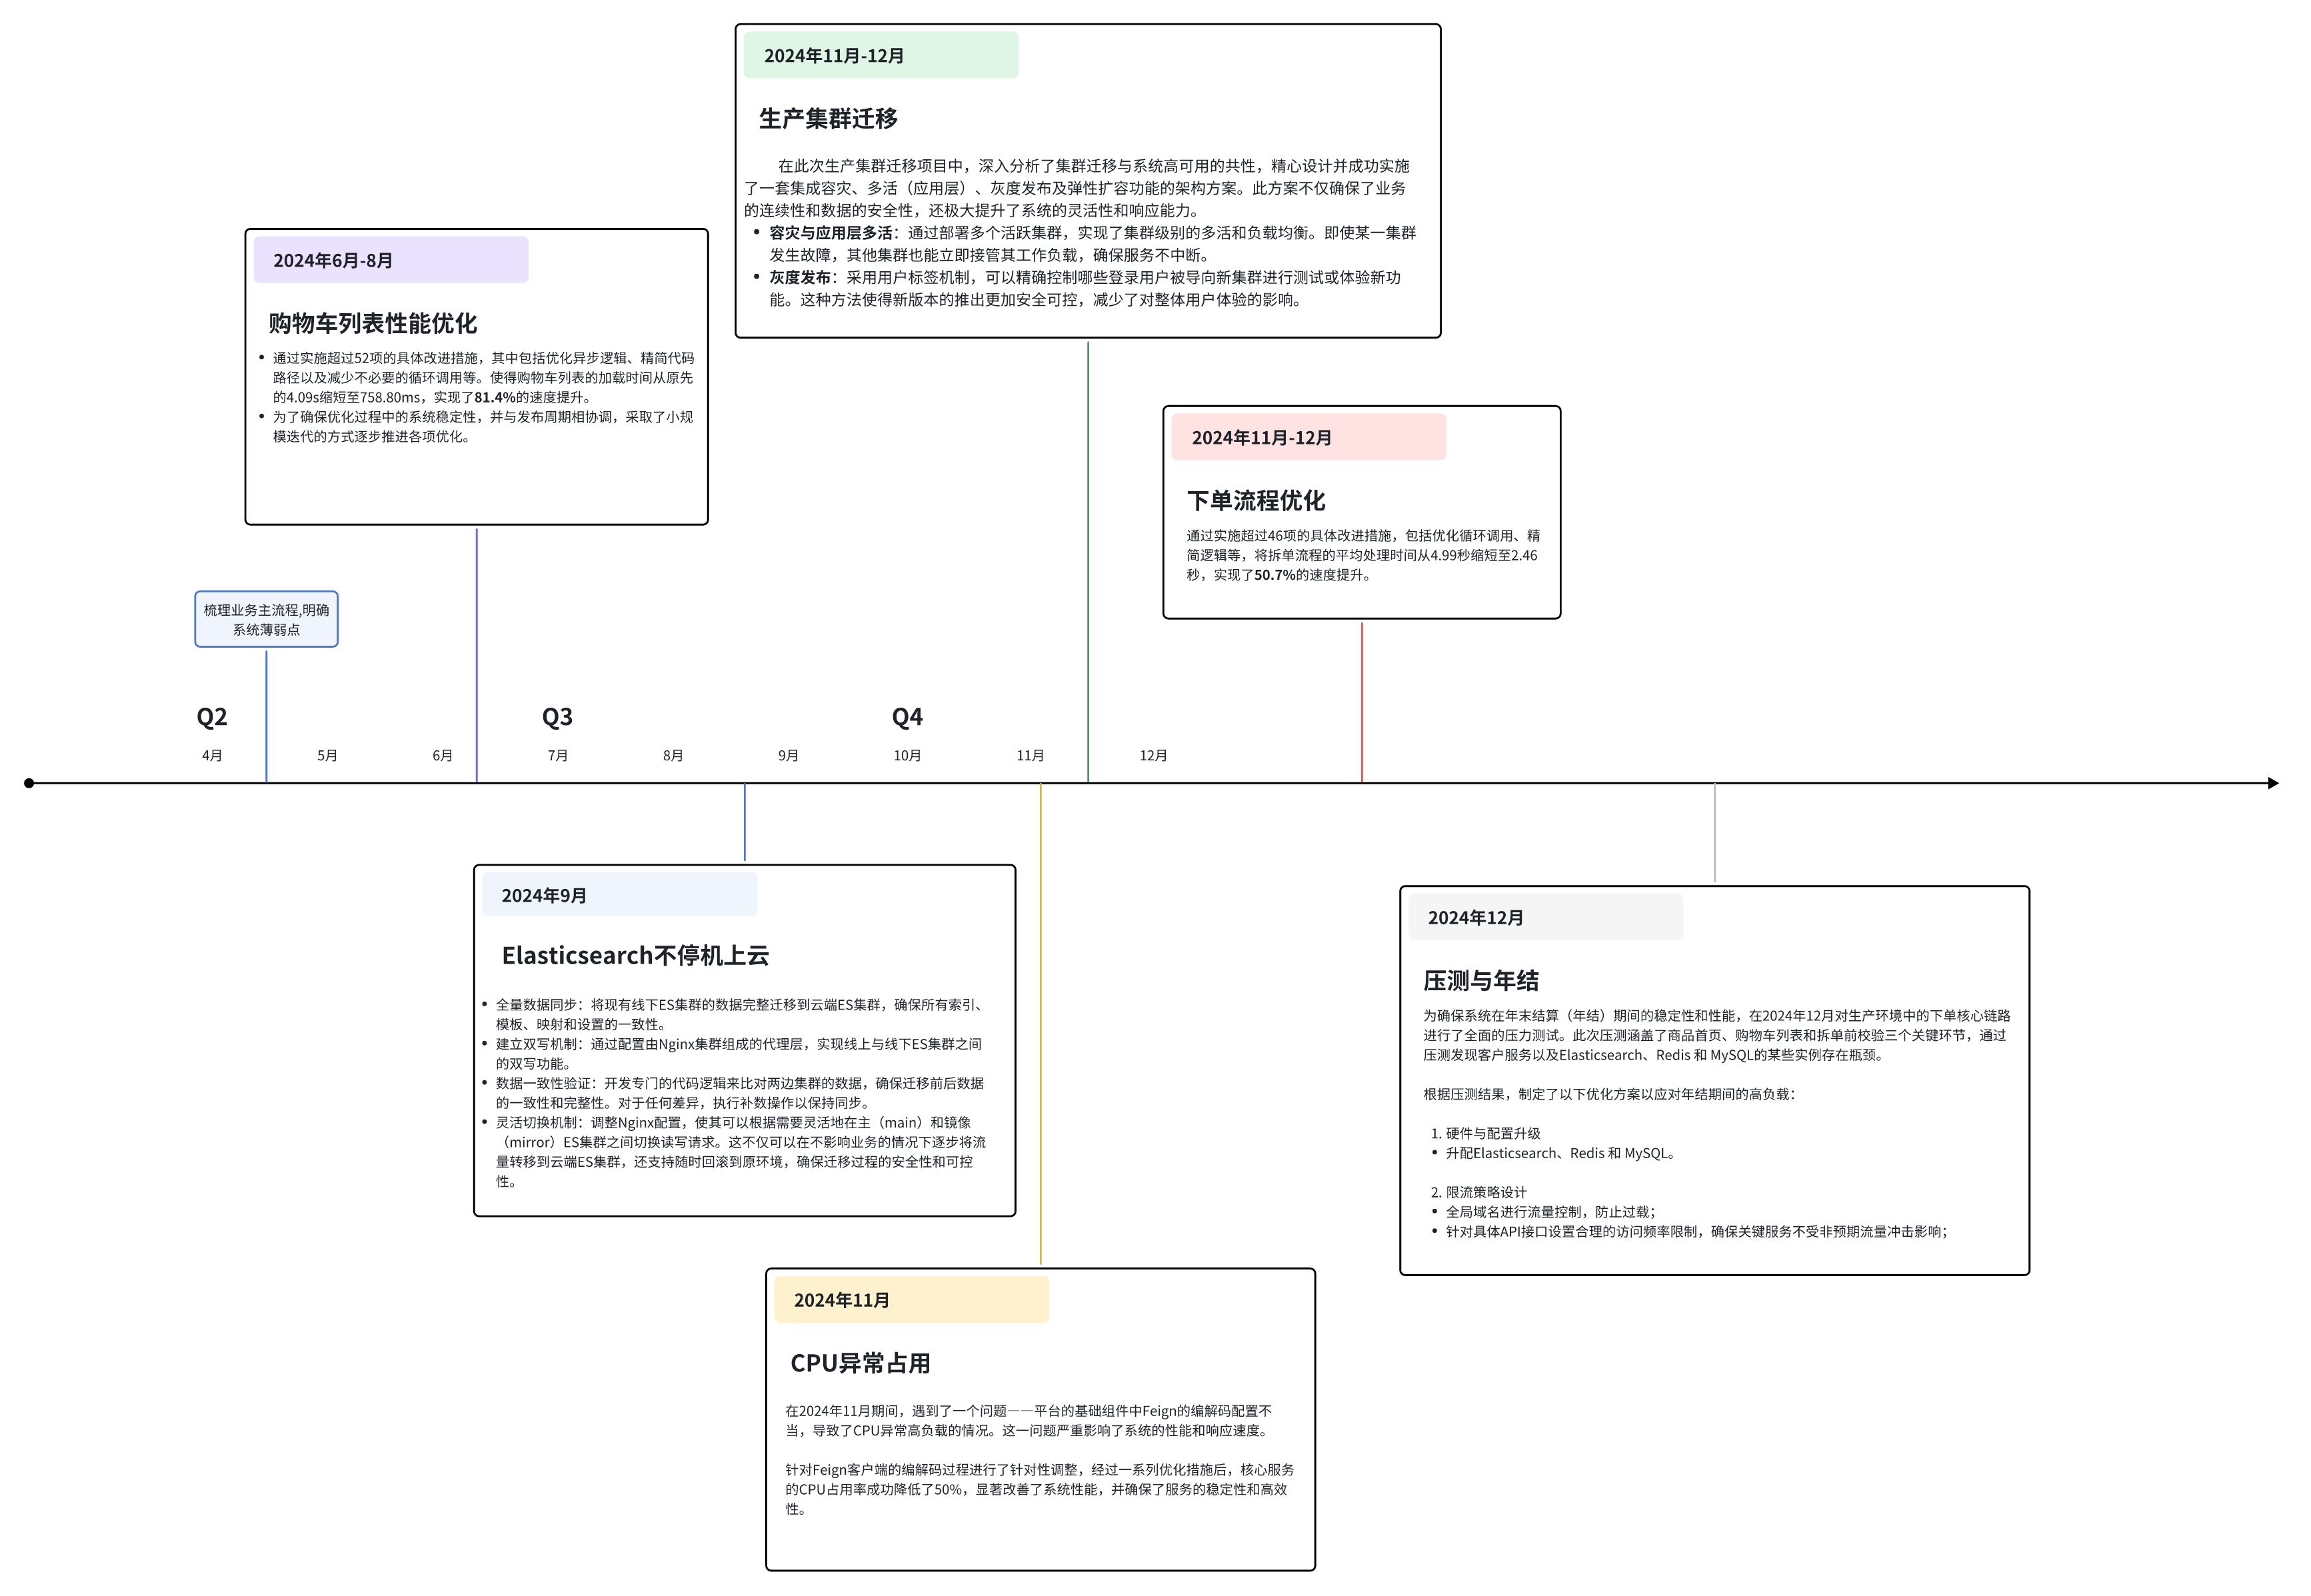 2024年11月-12月
生产集群迁移
在此次生产集群迁移项目中，深入分析了集群迁移与系统高可用的共性，精心设计并成功实施
了一套集成容灾、多活（应用层）、灰度发布及弹性扩容功能的架构方案。此方案不仅确保了业务
的连续性和数据的安全性，还极大提升了系统的灵活性和响应能力。
• 容灾与应用层多活：通过部署多个活跃集群，实现了集群级别的多活和负载均衡。即使某一集群
发生故障，其他集群也能立即接管其工作负载，确保服务不中断。
• 灰度发布：采用用户标签机制，可以精确控制哪些登录用户被导向新集群进行测试或体验新功
能。这种方法使得新版本的推出更加安全可控，减少了对整体用户体验的影响。
2024年6月-8月
购物车列表性能优化
• 通过实施超过52项的具体改进措施，其中包括优化异步逻辑、精简代码
路径以及减少不必要的循环调用等。使得购物车列表的加载时间从原先
的4.09s缩短至758.80ms，实现了81.4%的速度提升。
• 为了确保优化过程中的系统稳定性，并与发布周期相协调，采取了小规
模迭代的方式逐步推进各项优化。
2024年11月-12月
下单流程优化
通过实施超过46项的具体改进措施，包括优化循环调用、精
简逻辑等，将拆单流程的平均处理时间从4.99秒缩短至2.46
秒，实现了50.7%的速度提升。
梳理业务主流程,明确
系统薄弱点
Q2
Q3
Q4
4月
5月
6月
7月
8月
9月
10月
11月
12月
2024年9月
Elasticsearch不停机上云
• 全量数据同步：将现有线下ES集群的数据完整迁移到云端ES集群，确保所有索引、
模板、映射和设置的一致性。
• 建立双写机制：通过配置由Nginx集群组成的代理层，实现线上与线下ES集群之间
的双写功能。
• 数据一致性验证：开发专门的代码逻辑来比对两边集群的数据，确保迁移前后数据
的一致性和完整性。对于任何差异，执行补数操作以保持同步。
• 灵活切换机制：调整Nginx配置，使其可以根据需要灵活地在主（main）和镜像
（mirror）ES集群之间切换读写请求。这不仅可以在不影响业务的情况下逐步将流
量转移到云端ES集群，还支持随时回滚到原环境，确保迁移过程的安全性和可控
性。
2024年12月
压测与年结
为确保系统在年末结算（年结）期间的稳定性和性能，在2024年12月对生产环境中的下单核心链路
进行了全面的压力测试。此次压测涵盖了商品首页、购物车列表和拆单前校验三个关键环节，通过
压测发现客户服务以及Elasticsearch、Redis 和 MySQL的某些实例存在瓶颈。
根据压测结果，制定了以下优化方案以应对年结期间的高负载：
1. 硬件与配置升级
• 升配Elasticsearch、Redis 和 MySQL。
2. 限流策略设计
• 全局域名进行流量控制，防止过载；
• 针对具体API接口设置合理的访问频率限制，确保关键服务不受非预期流量冲击影响；
2024年11月
CPU异常占用
在2024年11月期间，遇到了一个问题——平台的基础组件中Feign的编解码配置不
当，导致了CPU异常高负载的情况。这一问题严重影响了系统的性能和响应速度。
针对Feign客户端的编解码过程进行了针对性调整，经过一系列优化措施后，核心服务
的CPU占用率成功降低了50%，显著改善了系统性能，并确保了服务的稳定性和高效
性。